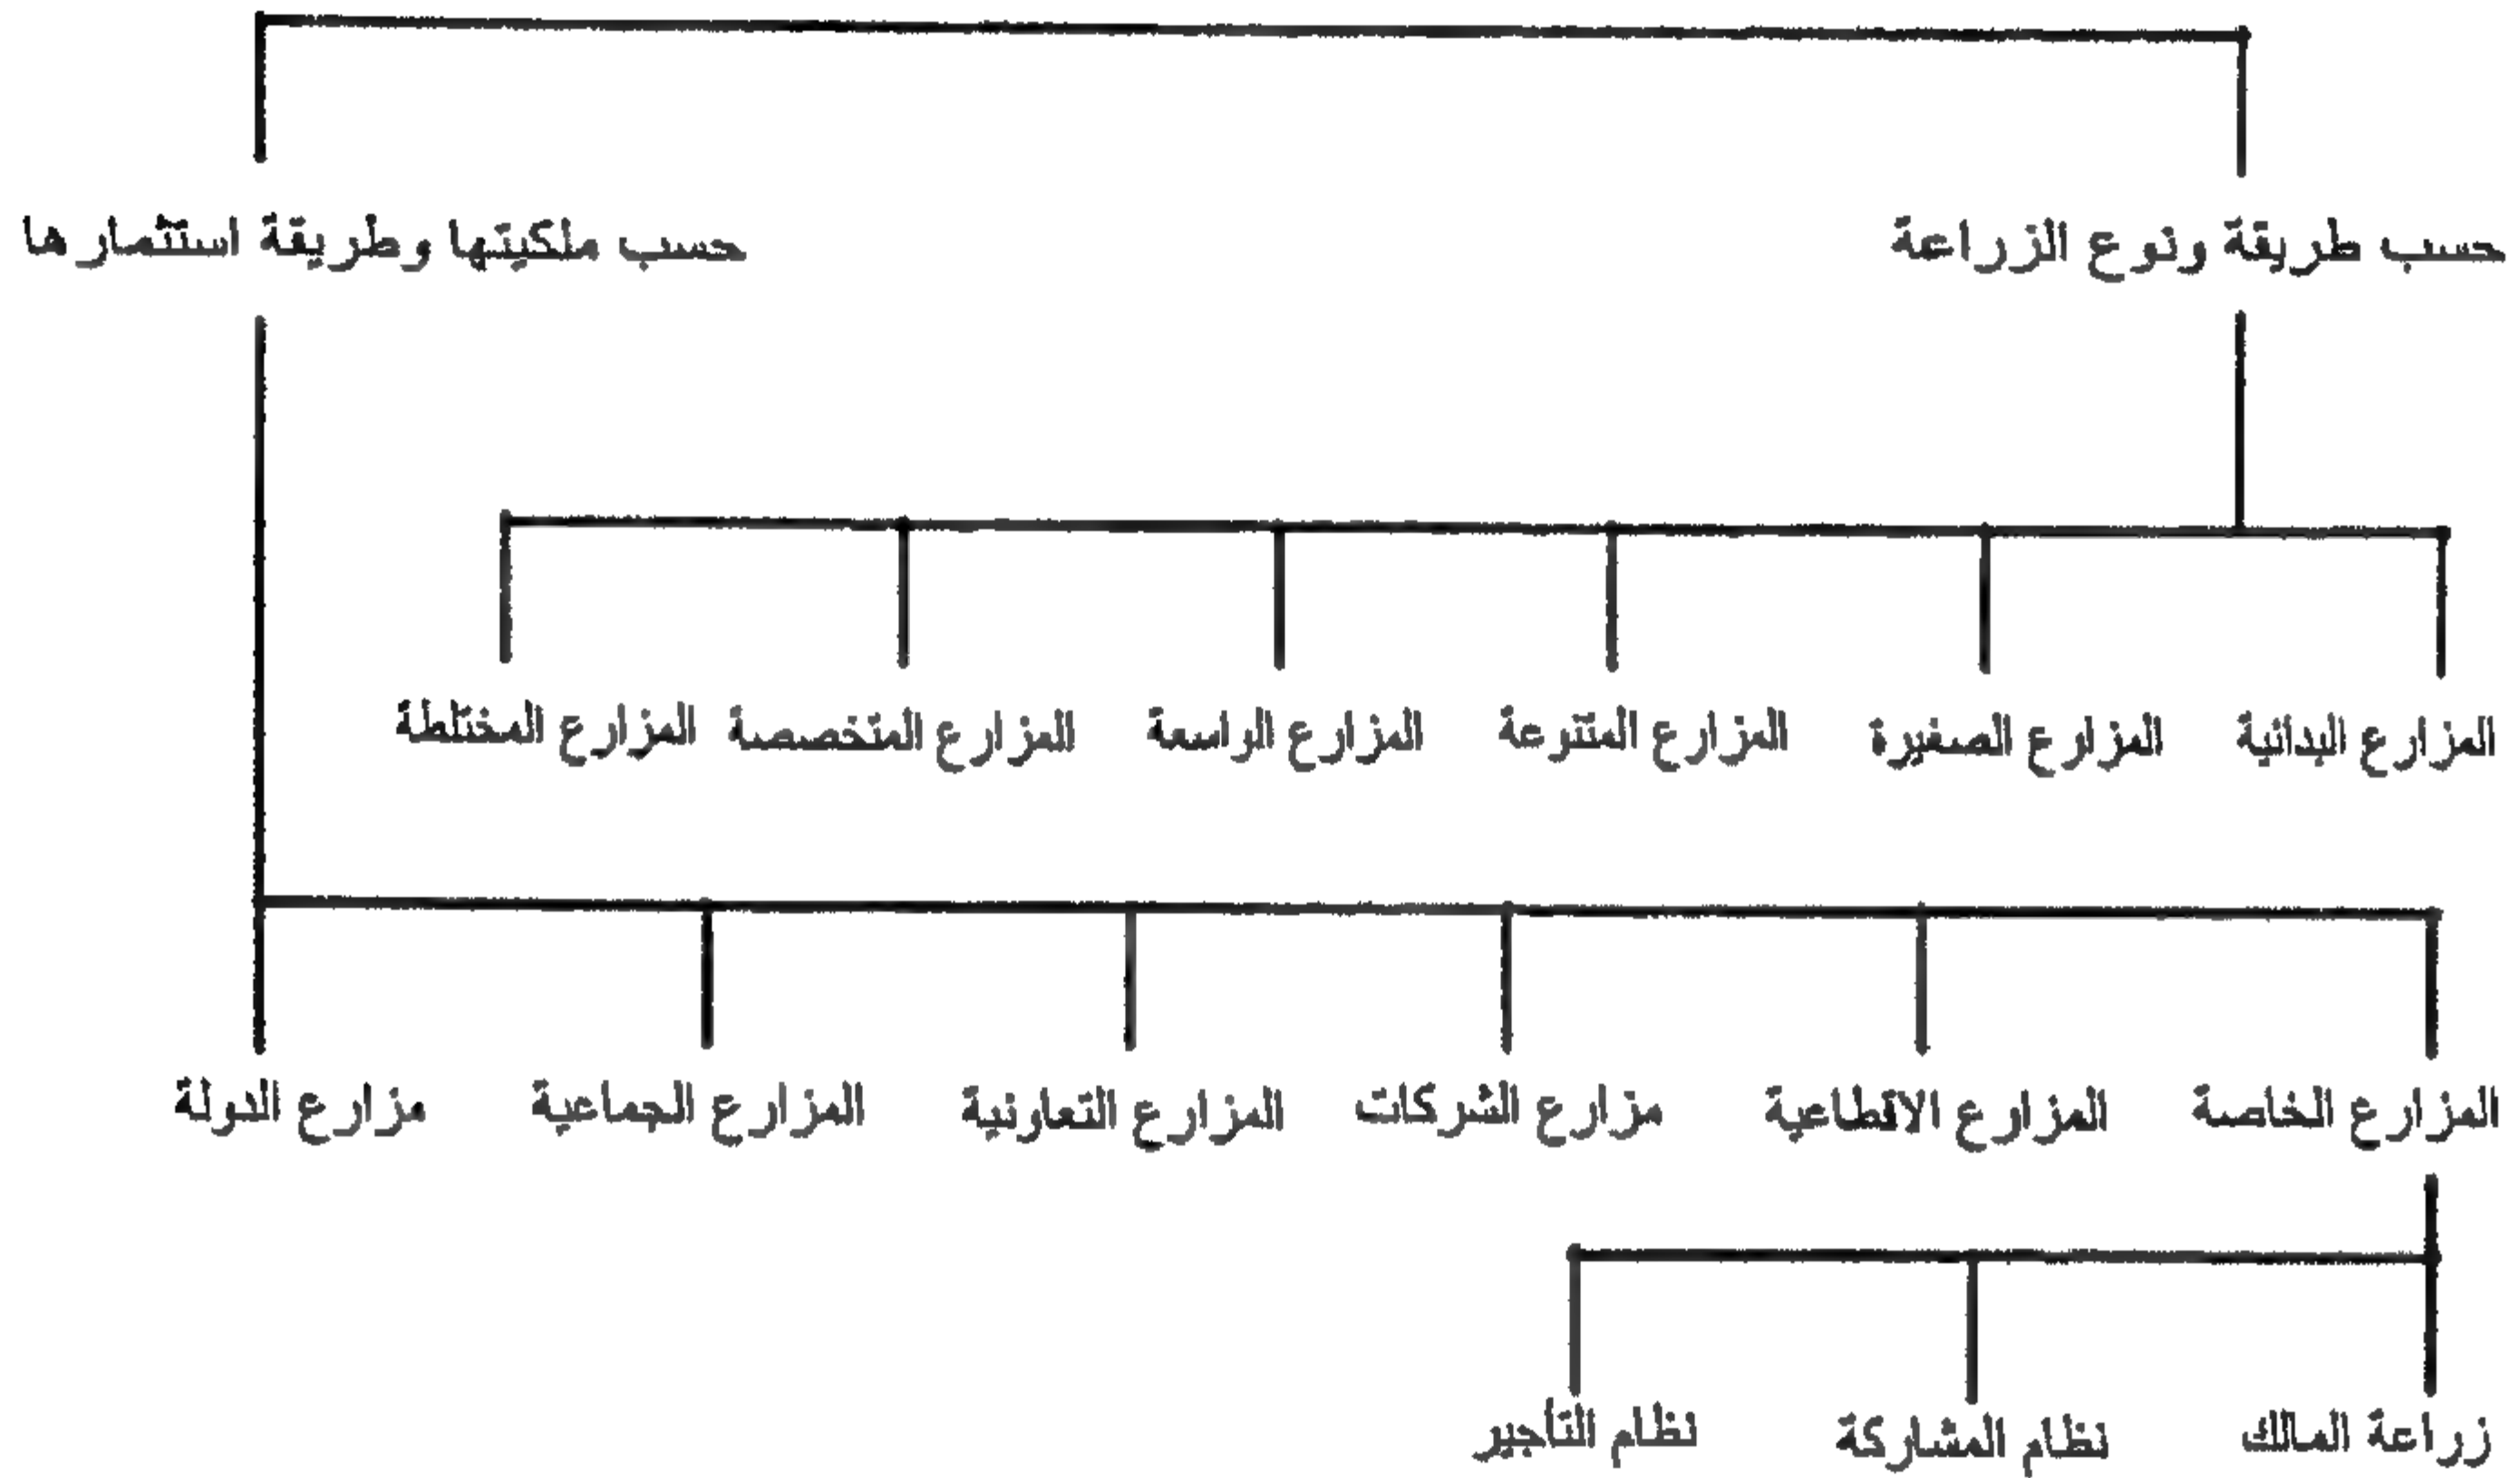 حسب طريقة ونوع الزراعة
حسب ملكيتها وطريقة استثمارها
المزارع البدائية
المزارع الصغيرة
المزارع المتنوعة
المزارع الواسعة
المزارع المتخصصة
المزارع المختلطة
المزارع الخاصة
المزارع الاقطاعية
مزارع الشركات
المزارع التعاونية
المزارع الجماعية
مزارع الدولة
زراعة المالك
نظام المشاركة
نظام التأجير